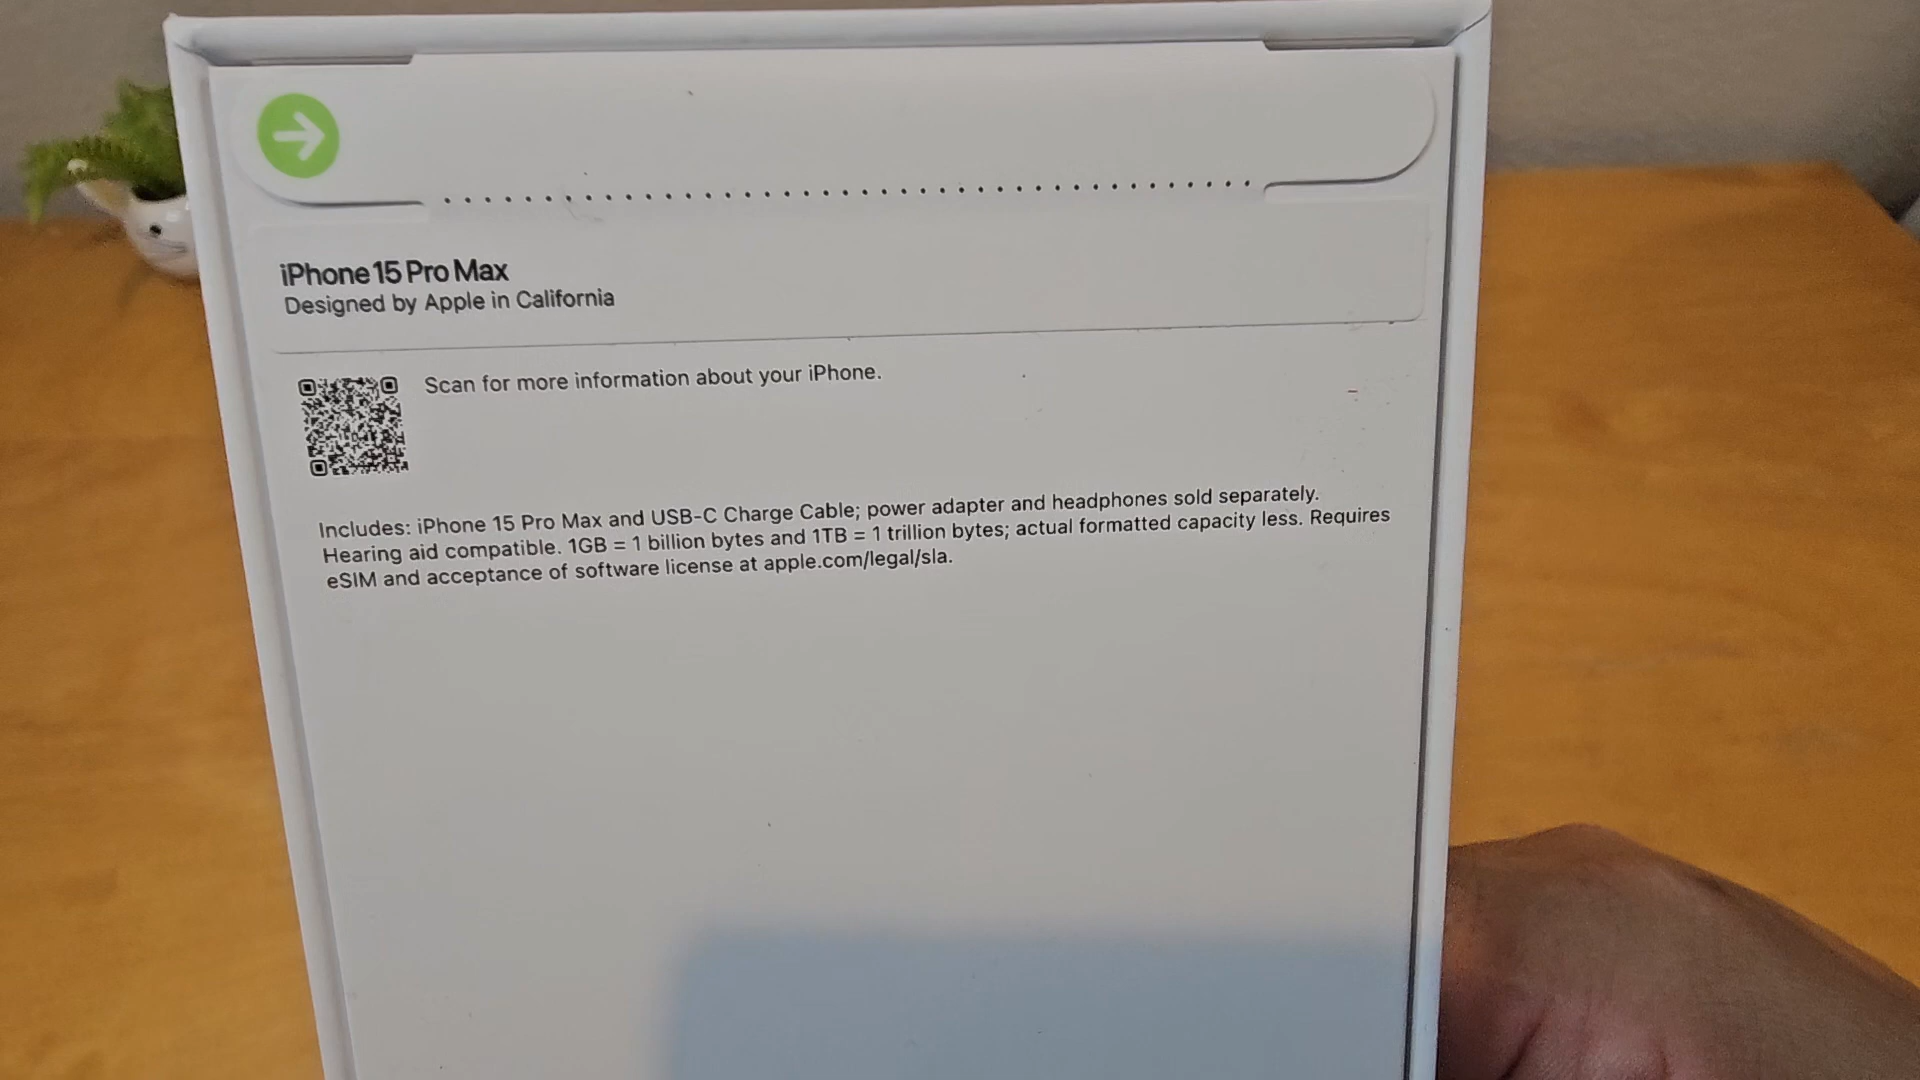 iPhone 15 Pro Max
Designed by Apple in California
Scan for more information about your iPhone.
Includes: iPhone 15 Pro Max and USB-C Charge Cable; power adapter and headphones sold separately.
Hearing aid compatible. 1GB = 1 billion bytes and 1TB = 1 trillion bytes; actual formatted capacity less. Requires
eSIM and acceptance of software license at apple.com/legal/sla.